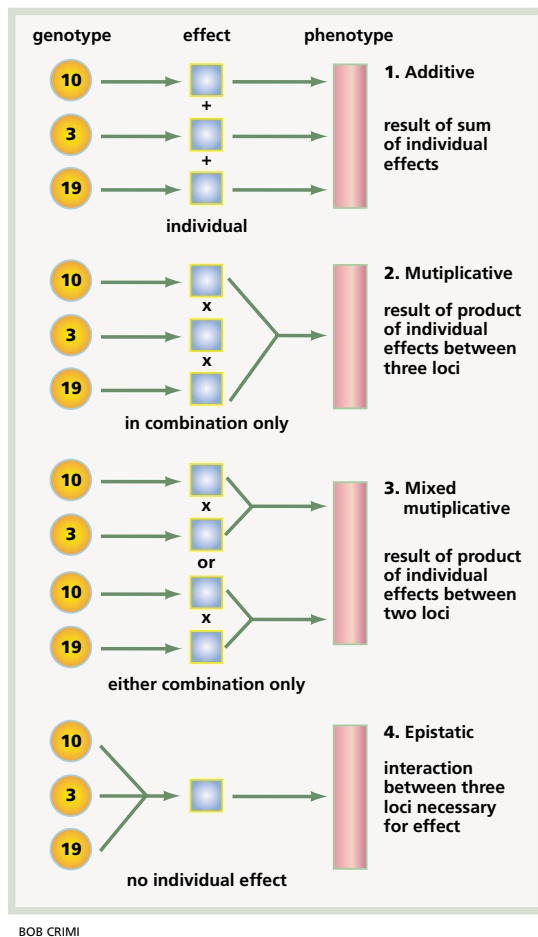 genotype effect phenotype
10
+
3
+
19
individual
1. Additive
result of sum
of individual
effects
10
x
3
x
19
in combination only
2. Mutiplicative
result of product
of individual
effects between
three loci
10
x
3
or
10
x
19
either combination only
3. Mixed
mutiplicative
result of product
of individual
effects between
two loci
10
3
19
no individual effect
4. Epistatic
interaction
between three
loci necessary
for effect
BOB CRIMI